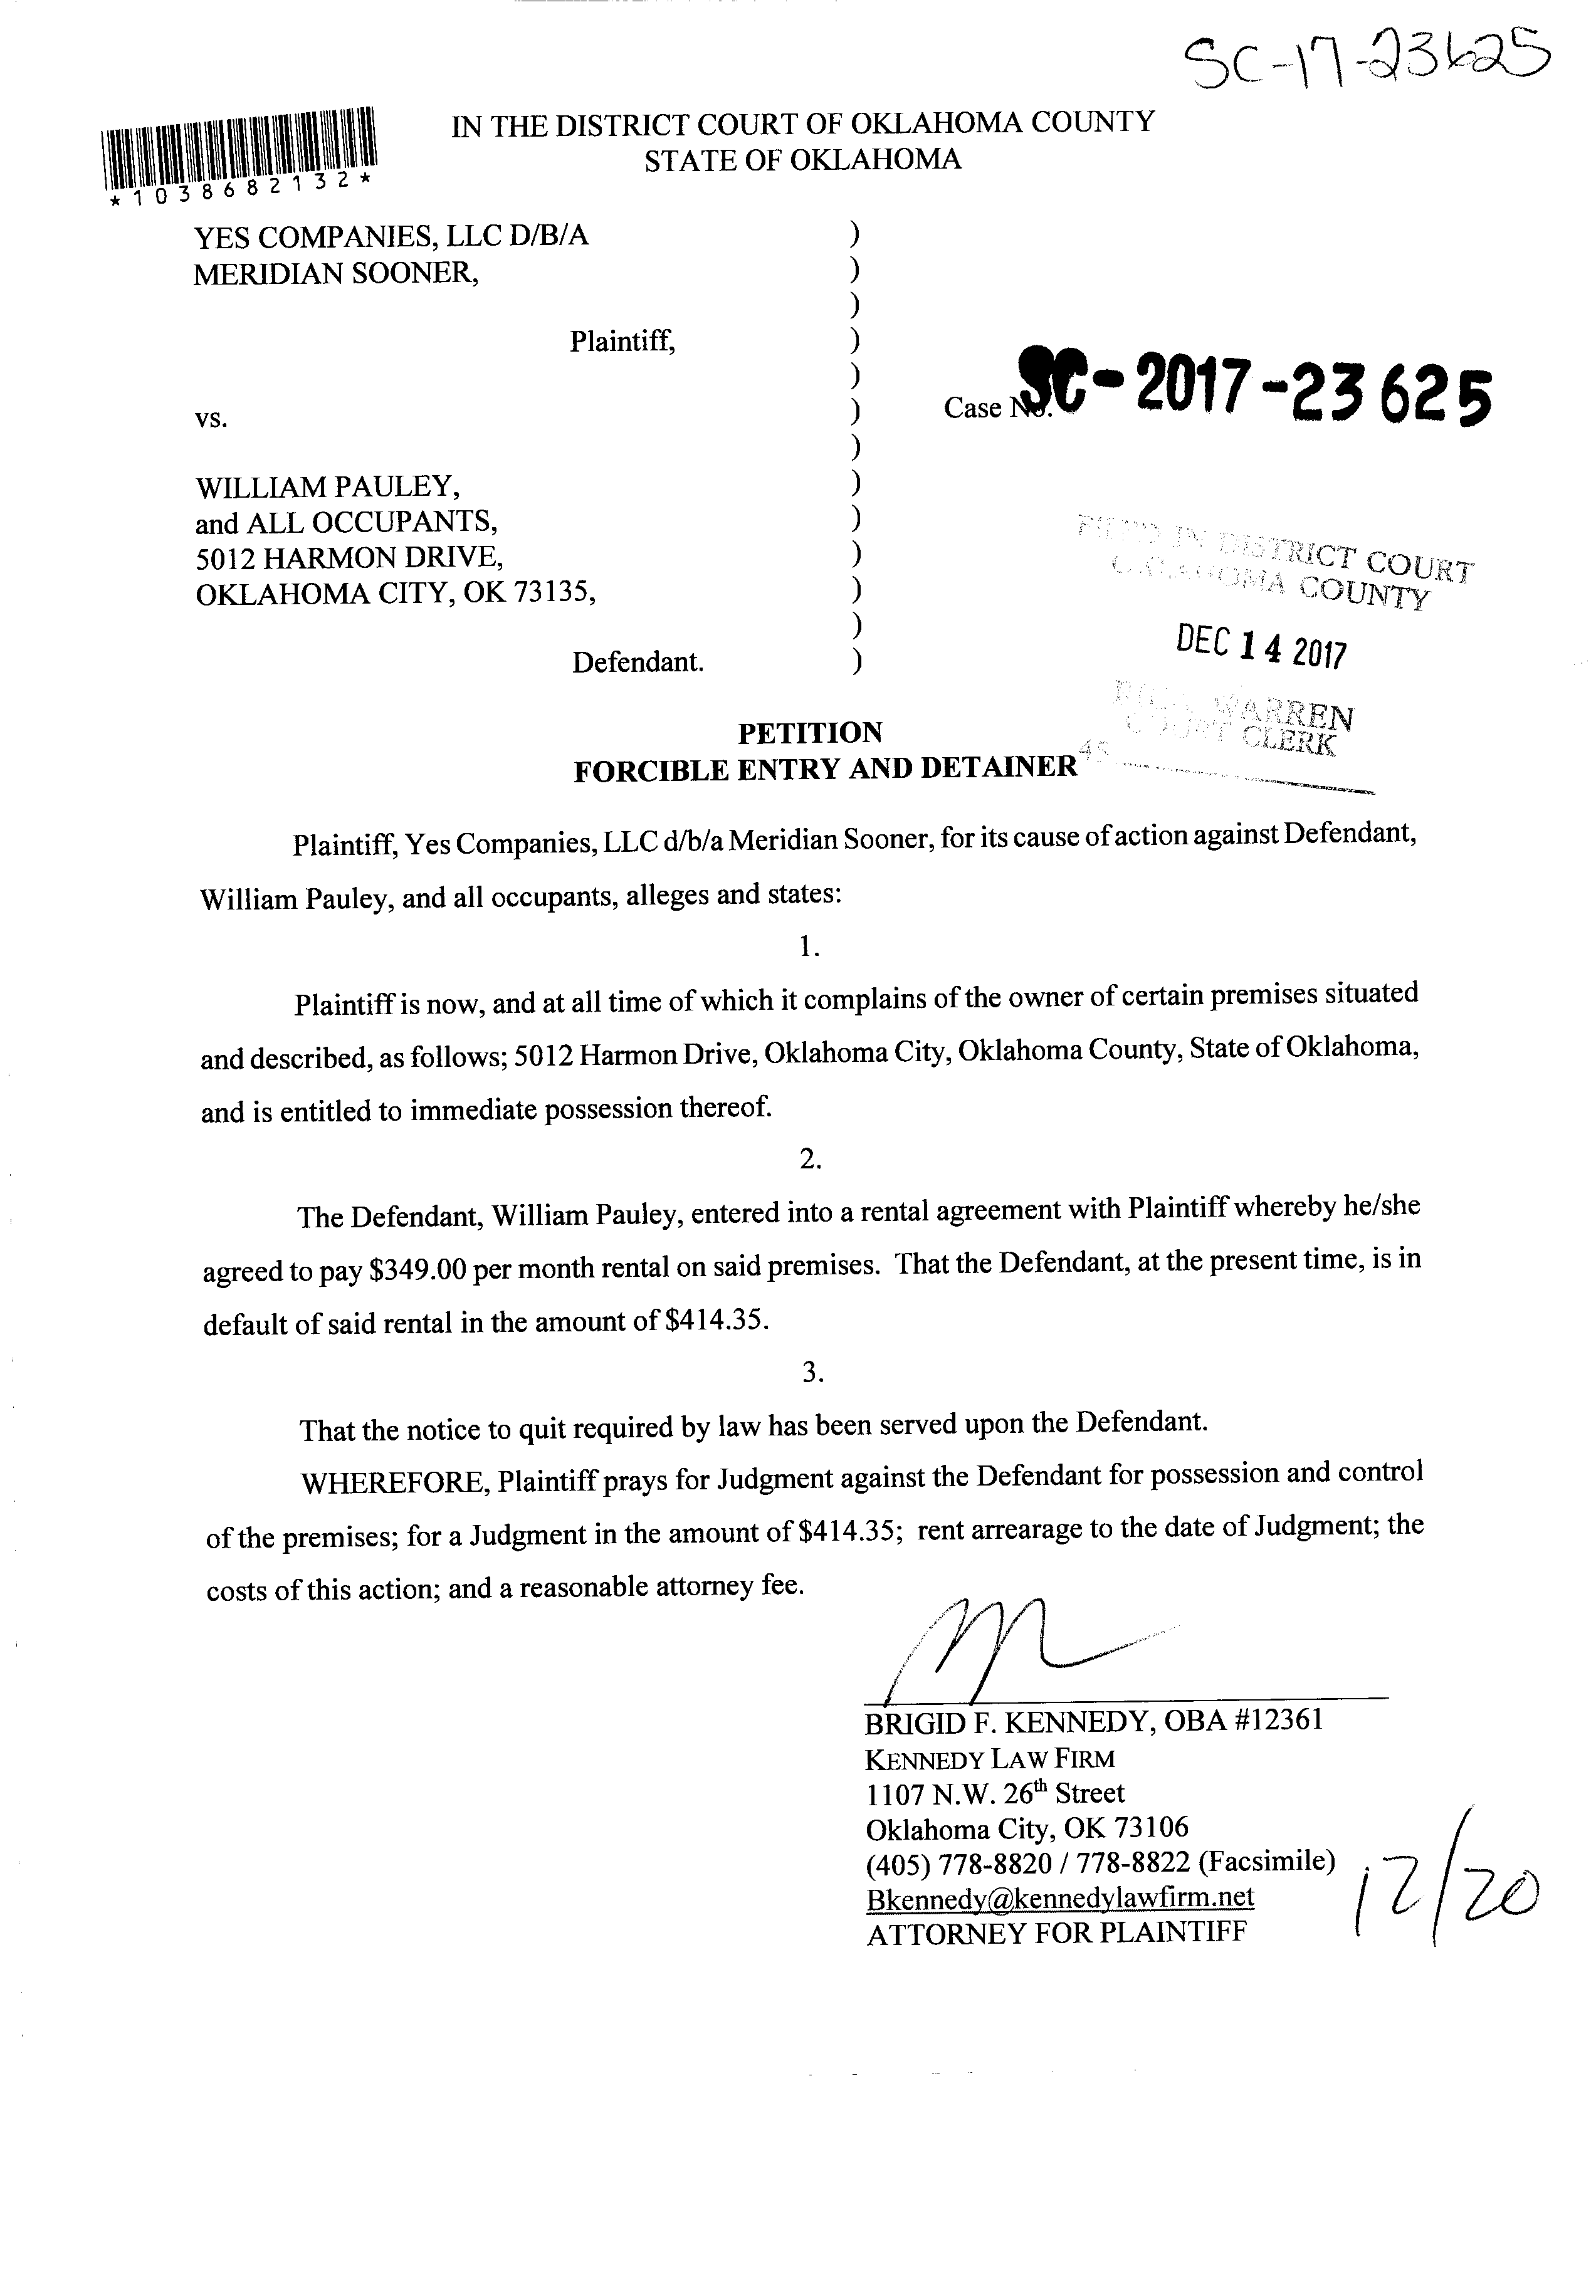 SC-17-23625
IN THE DISTRICT COURT OF OKLAHOMA COUNTY
STATE OF OKLAHOMA
*1038682132*
YES COMPANIES, LLC D/B/A )
MERIDIAN SOONER, )
)
Plaintiff, )
)
vs. )
)
WILLIAM PAULEY, )
and ALL OCCUPANTS, )
5012 HARMON DRIVE, )
OKLAHOMA CITY, OK 73135, )
)
Defendant. )
Case No. SC-2017-23625
FILED IN DISTRICT COURT
OKLAHOMA COUNTY
DEC 14 2017
WARREN
COURT CLERK
45
PETITION
FORCIBLE ENTRY AND DETAINER
Plaintiff, Yes Companies, LLC d/b/a Meridian Sooner, for its cause of action against Defendant,
William Pauley, and all occupants, alleges and states:
1.
Plaintiff is now, and at all time of which it complains of the owner of certain premises situated
and described, as follows; 5012 Harmon Drive, Oklahoma City, Oklahoma County, State of Oklahoma,
and is entitled to immediate possession thereof.
2.
The Defendant, William Pauley, entered into a rental agreement with Plaintiff whereby he/she
agreed to pay $349.00 per month rental on said premises. That the Defendant, at the present time, is in
default of said rental in the amount of $414.35.
3.
That the notice to quit required by law has been served upon the Defendant.
WHEREFORE, Plaintiff prays for Judgment against the Defendant for possession and control
of the premises; for a Judgment in the amount of $414.35; rent arrearage to the date of Judgment; the
costs of this action; and a reasonable attorney fee.
BRIGID F. KENNEDY, OBA #12361
KENNEDY LAW FIRM
1107 N.W. 26th Street
Oklahoma City, OK 73106
(405) 778-8820 / 778-8822 (Facsimile)
Bkennedy@kennedylawfirm.net
ATTORNEY FOR PLAINTIFF
12/20